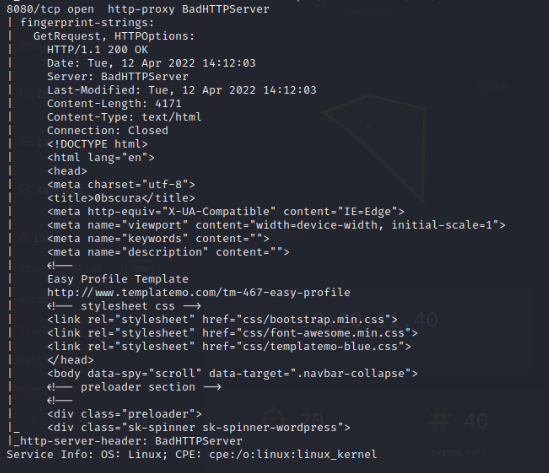 8080/tcp open  http-proxy BadHTTPServer
| fingerprint-strings:
|   GetRequest, HTTPOptions:
|     HTTP/1.1 200 OK
|     Date: Tue, 12 Apr 2022 14:12:03
|     Server: BadHTTPServer
|     Last-Modified: Tue, 12 Apr 2022 14:12:03
|     Content-Length: 4171
|     Content-Type: text/html
|     Connection: Closed
|     <!DOCTYPE html>
|     <html lang="en">
|     <head>
|     <meta charset="utf-8">
|     <title>0bscura</title>
|     <meta http-equiv="X-UA-Compatible" content="IE=Edge">
|     <meta name="viewport" content="width=device-width, initial-scale=1">
|     <meta name="keywords" content="">
|     <meta name="description" content="">
|     <!--
|     Easy Profile Template
|     http://www.templatemo.com/tm-467-easy-profile
|     <!-- stylesheet css -->
|     <link rel="stylesheet" href="css/bootstrap.min.css">
|     <link rel="stylesheet" href="css/font-awesome.min.css">
|     <link rel="stylesheet" href="css/templatemo-blue.css">
|     </head>
|     <body data-spy="scroll" data-target=".navbar-collapse">
|     <!-- preloader section -->
|     <!--
|     <div class="preloader">
|_    <div class="sk-spinner sk-spinner-wordpress">
|_http-server-header: BadHTTPServer
Service Info: OS: Linux; CPE: cpe:/o:linux:linux_kernel
40
20
# 40